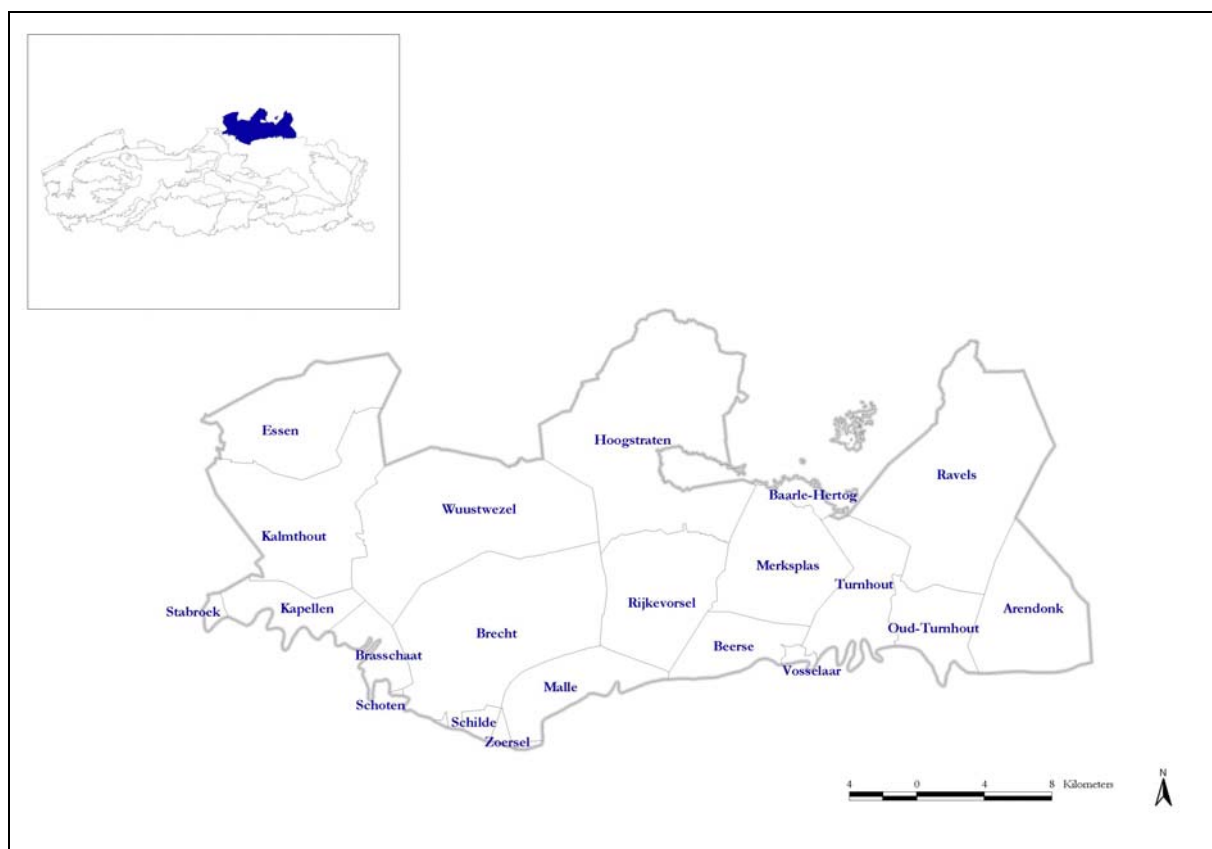 Essen
Hoogstraten
Ravels
Baarle-Hertog
Wuustwezel
Kalmthout
Merksplas
Turnhout
Stabroek
Kapellen
Rijkevorsel
Arendonk
Brecht
Oud-Turnhout
Beerse
Brasschaat
Vosselaar
Malle
Schoten
Schilde
Zoersel
4 0 4 8 Kilometers
N